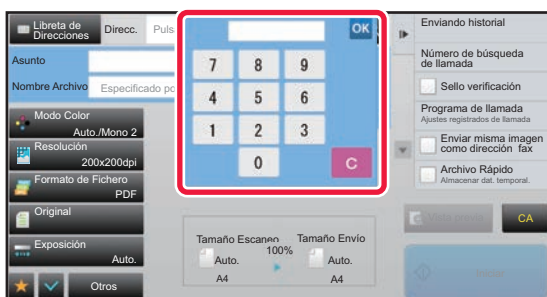 Libreta de
Direcciones
Direcc.
Puls
Asunto
Nombre Archivo
Especificado po
Modo Color
Auto./Mono 2
Resolución
200x200dpi
Formato de Fichero
PDF
Original
Exposición
Auto.
Otros
OK
7 8 9
4 5 6
1 2 3
0 C
Tamaño Escaneo
100%
Tamaño Envío
Auto.
Auto.
A4
A4
Enviando historial
Número de búsqueda
de llamada
Sello verificación
Programa de llamada
Ajustes registrados de llamada
Enviar misma imagen
como dirección fax
Archivo Rápido
Almacenar dat. temporal.
CA